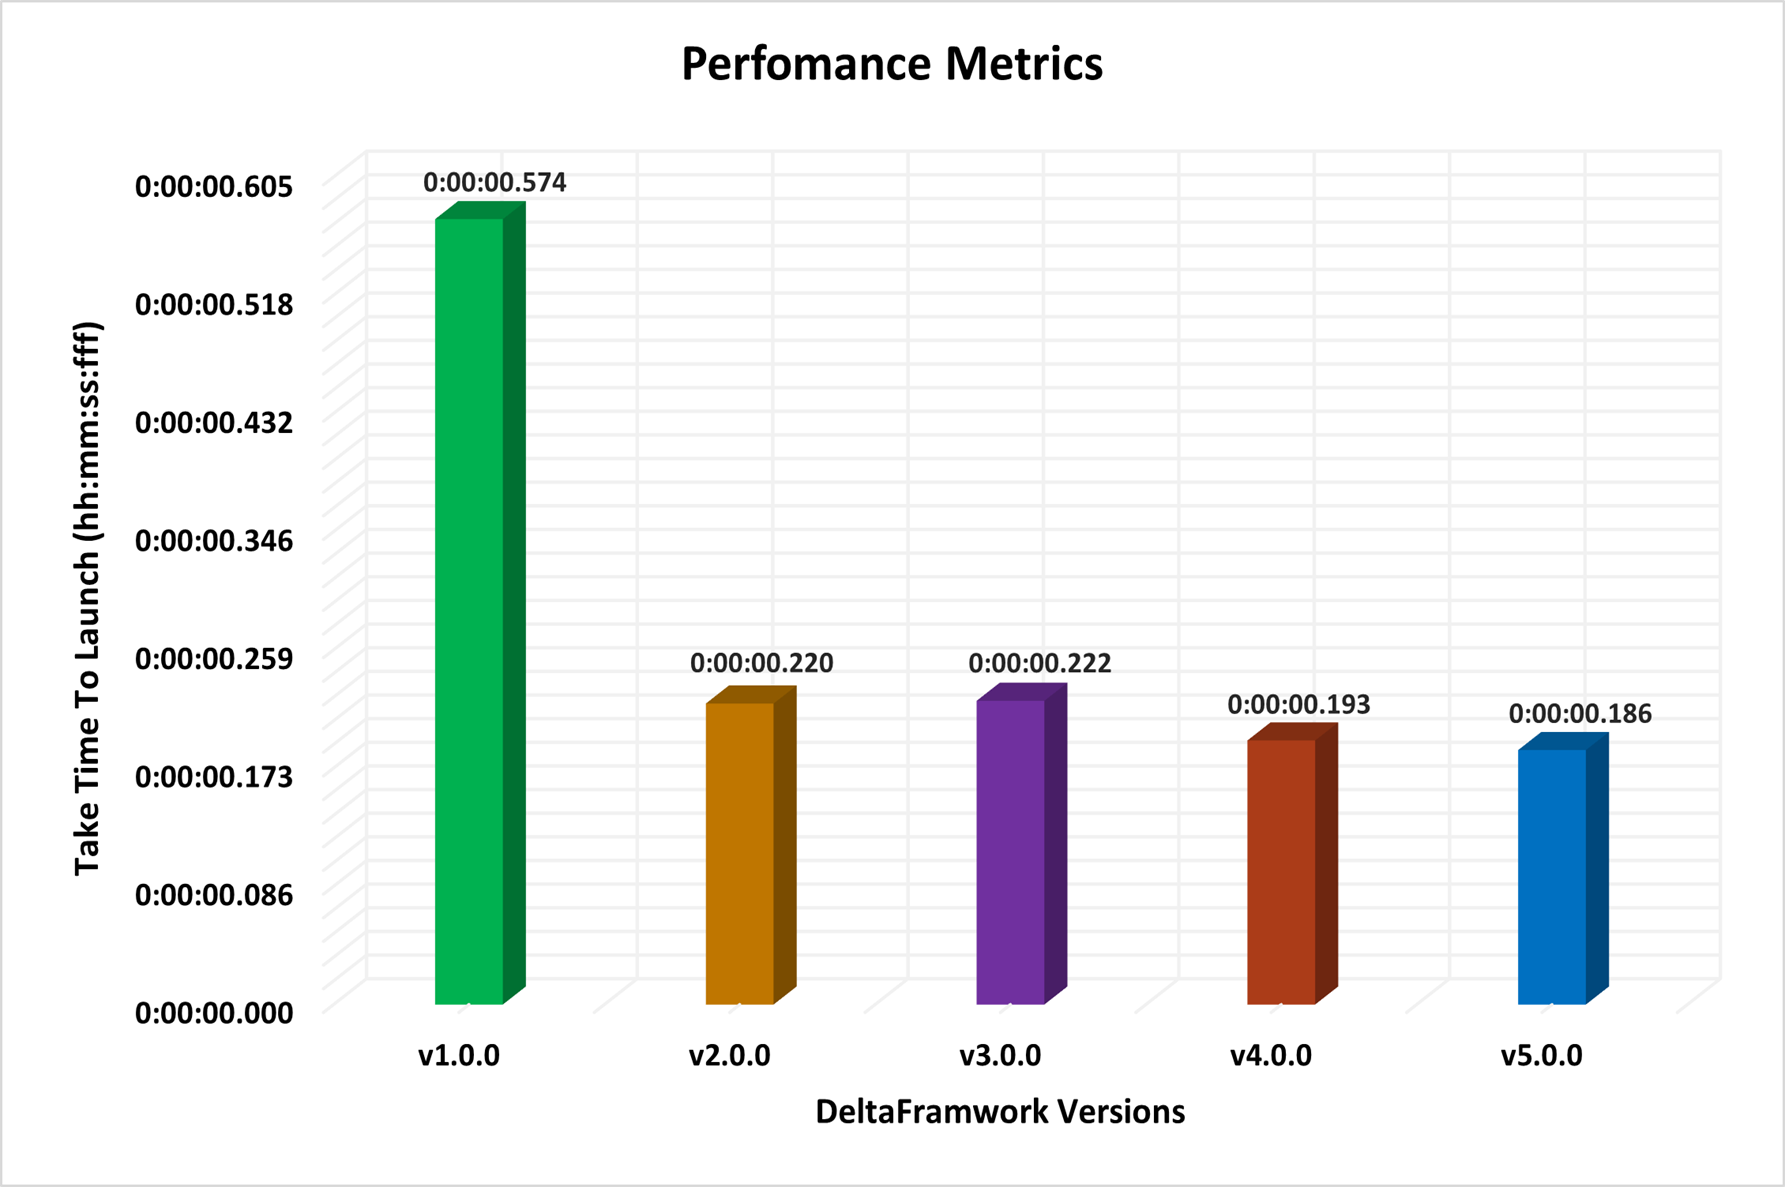 Perfomance Metrics
0:00:00.605
0:00:00.518
0:00:00.432
0:00:00.346
0:00:00.259
0:00:00.173
0:00:00.086
0:00:00.000
Take Time To Launch (hh:mm:ss:fff)
0:00:00.574
0:00:00.220
0:00:00.222
0:00:00.193
0:00:00.186
v1.0.0
v2.0.0
v3.0.0
v4.0.0
v5.0.0
DeltaFramwork Versions